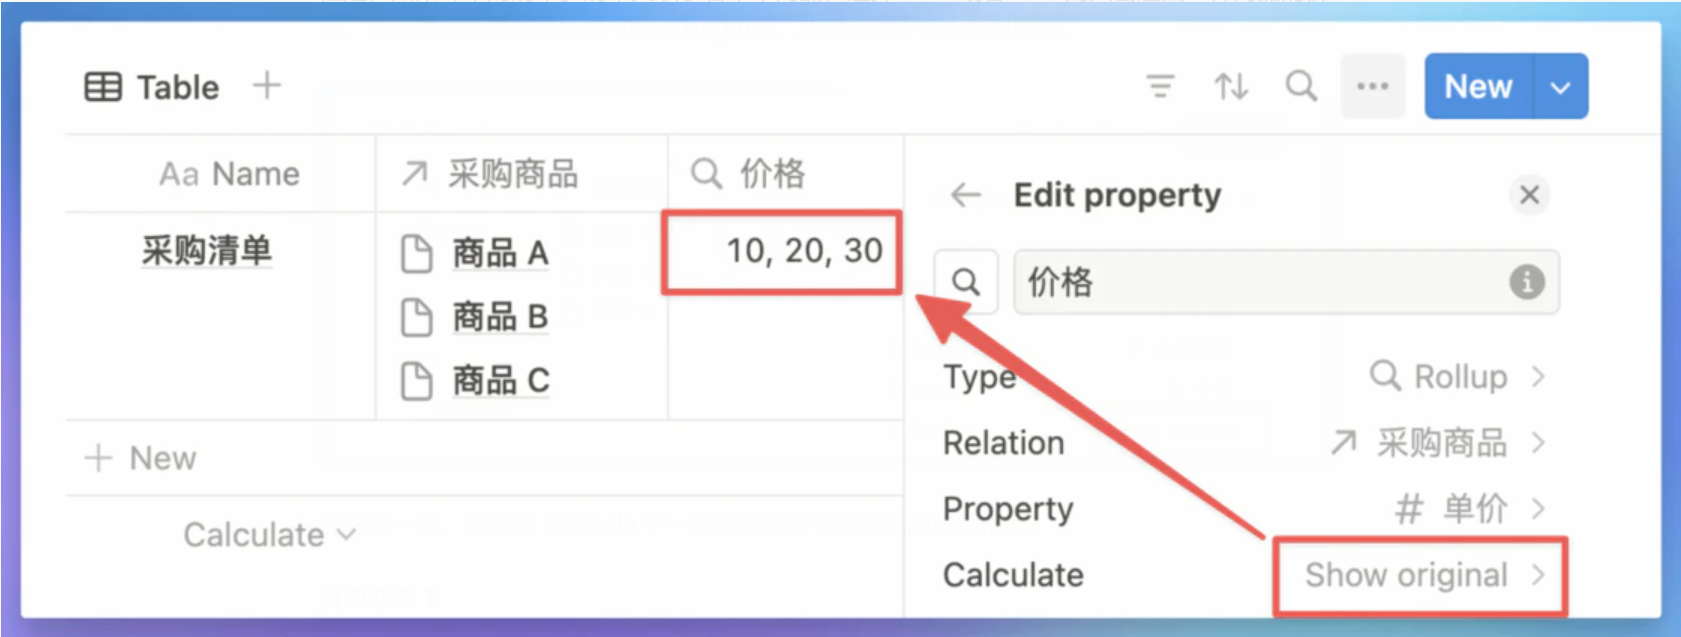 Table
New
Aa Name
采购商品
价格
采购清单
商品 A
10, 20, 30
商品 B
商品 C
New
Calculate
Edit property
价格
Type
Rollup
Relation
采购商品
Property
# 单价
Calculate
Show original